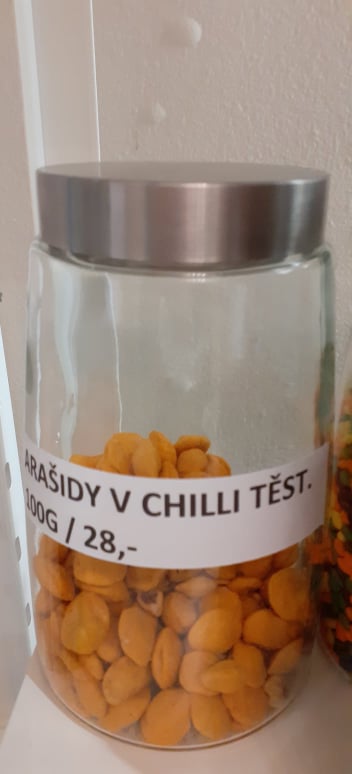 ARAŠIDY V CHILLI TĚST.
100G / 28,-